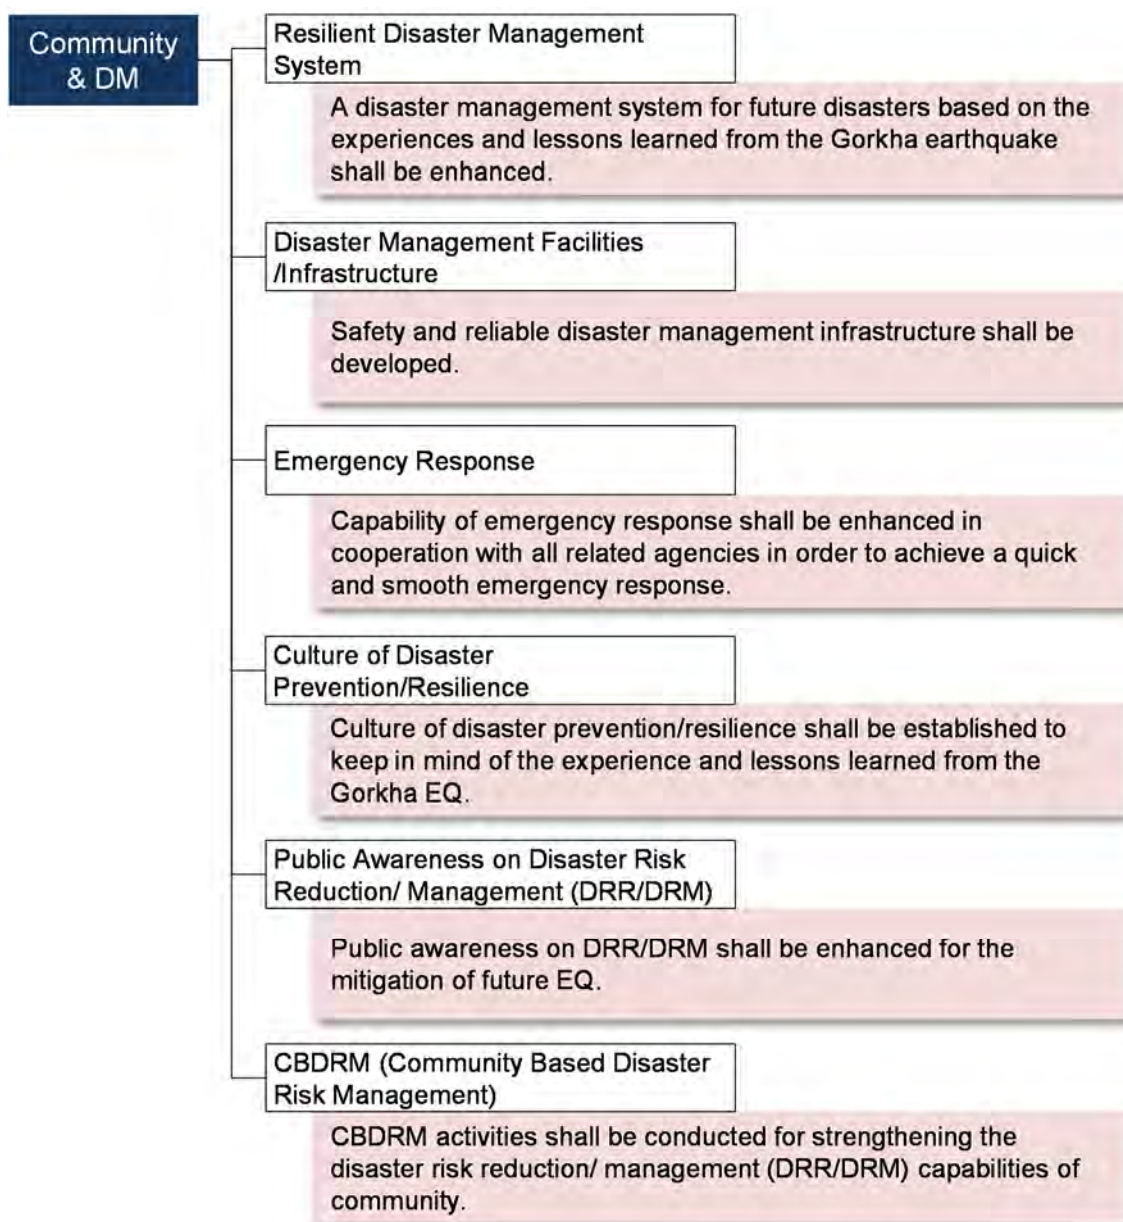 Community
& DM
Resilient Disaster Management
System
A disaster management system for future disasters based on the
experiences and lessons learned from the Gorkha earthquake
shall be enhanced.
Disaster Management Facilities
/Infrastructure
Safety and reliable disaster management infrastructure shall be
developed.
Emergency Response
Capability of emergency response shall be enhanced in
cooperation with all related agencies in order to achieve a quick
and smooth emergency response.
Culture of Disaster
Prevention/Resilience
Culture of disaster prevention/resilience shall be established to
keep in mind of the experience and lessons learned from the
Gorkha EQ.
Public Awareness on Disaster Risk
Reduction/ Management (DRR/DRM)
Public awareness on DRR/DRM shall be enhanced for the
mitigation of future EQ.
CBDRM (Community Based Disaster
Risk Management)
CBDRM activities shall be conducted for strengthening the
disaster risk reduction/ management (DRR/DRM) capabilities of
community.